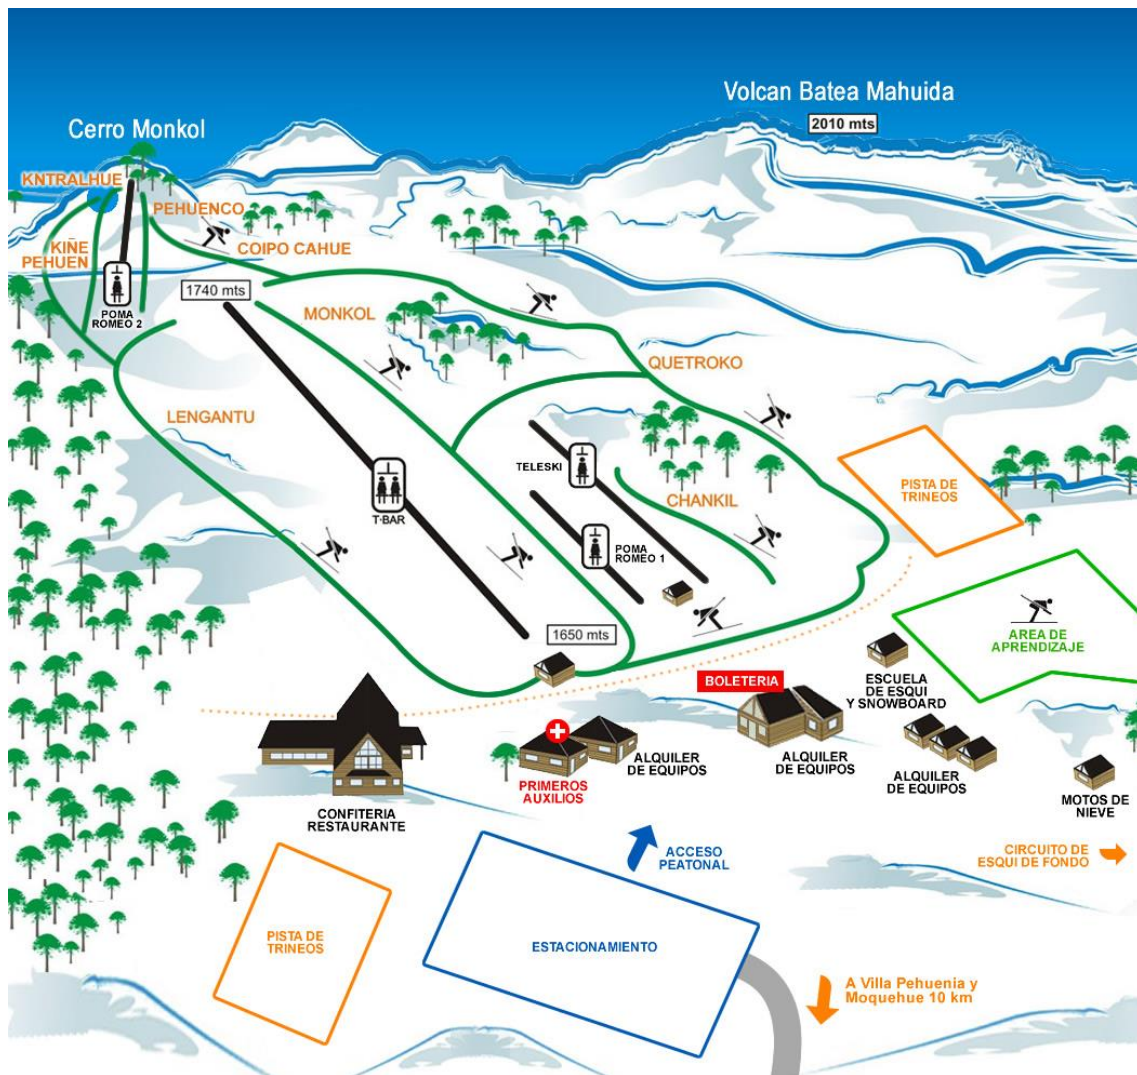 Volcan Batea Mahuida
2010 mts
Cerro Monkol
KNTRALHUE
PEHUENCO
COIPO CAHUE
KIÑE
PEHUEN
POMA
ROMEO 2
1740 mts
MONKOL
QUETROKO
LENGANTU
TELESKI
T-BAR
CHANKIL
POMA
ROMEO 1
PISTA DE
TRINEOS
1650 mts
AREA DE
APRENDIZAJE
BOLETERIA
ESCUELA
DE ESQUI
Y SNOWBOARD
CONFITERIA
RESTAURANTE
PRIMEROS
AUXILIOS
ALQUILER
DE EQUIPOS
ALQUILER
DE EQUIPOS
ALQUILER
DE EQUIPOS
MOTOS DE
NIEVE
ACCESO
PEATONAL
CIRCUITO DE
ESQUI DE FONDO
PISTA DE
TRINEOS
ESTACIONAMIENTO
A Villa Pehuenia y
Moquehue 10 km